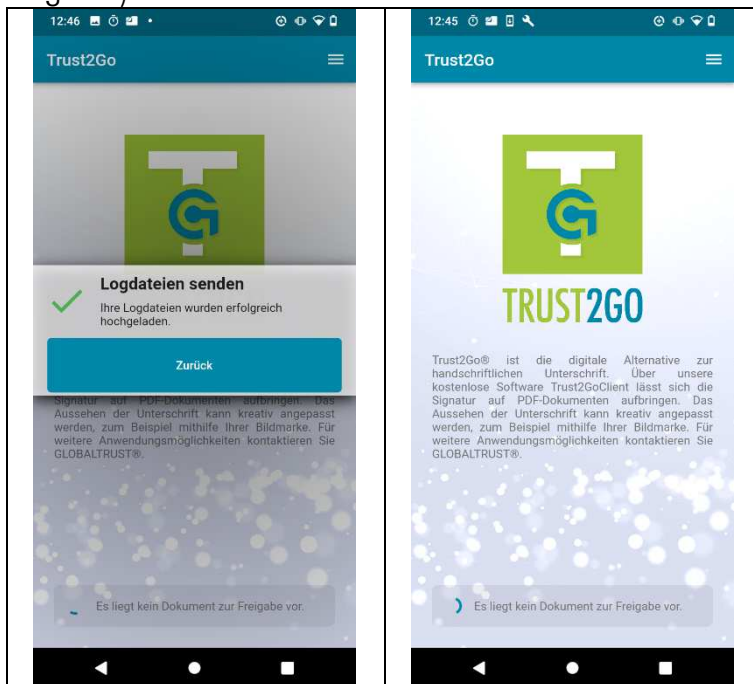 12:46
Trust2Go
Logdateien senden
Ihre Logdateien wurden erfolgreich
hochgeladen.
Zurück
Signatur auf PDF-Dokumenten aufbringen. Das
Aussehen der Unterschrift kann kreativ angepasst
werden, zum Beispiel mithilfe Ihrer Bildmarke. Für
weitere Anwendungsmöglichkeiten kontaktieren Sie
GLOBALTRUST®.
Es liegt kein Dokument zur Freigabe vor.
12:45
Trust2Go
TRUST2GO
Trust2Go® ist die digitale Alternative zur
handschriftlichen Unterschrift. Über unsere
kostenlose Software Trust2GoClient lässt sich die
Signatur auf PDF-Dokumenten aufbringen. Das
Aussehen der Unterschrift kann kreativ angepasst
werden, zum Beispiel mithilfe Ihrer Bildmarke. Für
weitere Anwendungsmöglichkeiten kontaktieren Sie
GLOBALTRUST®.
Es liegt kein Dokument zur Freigabe vor.